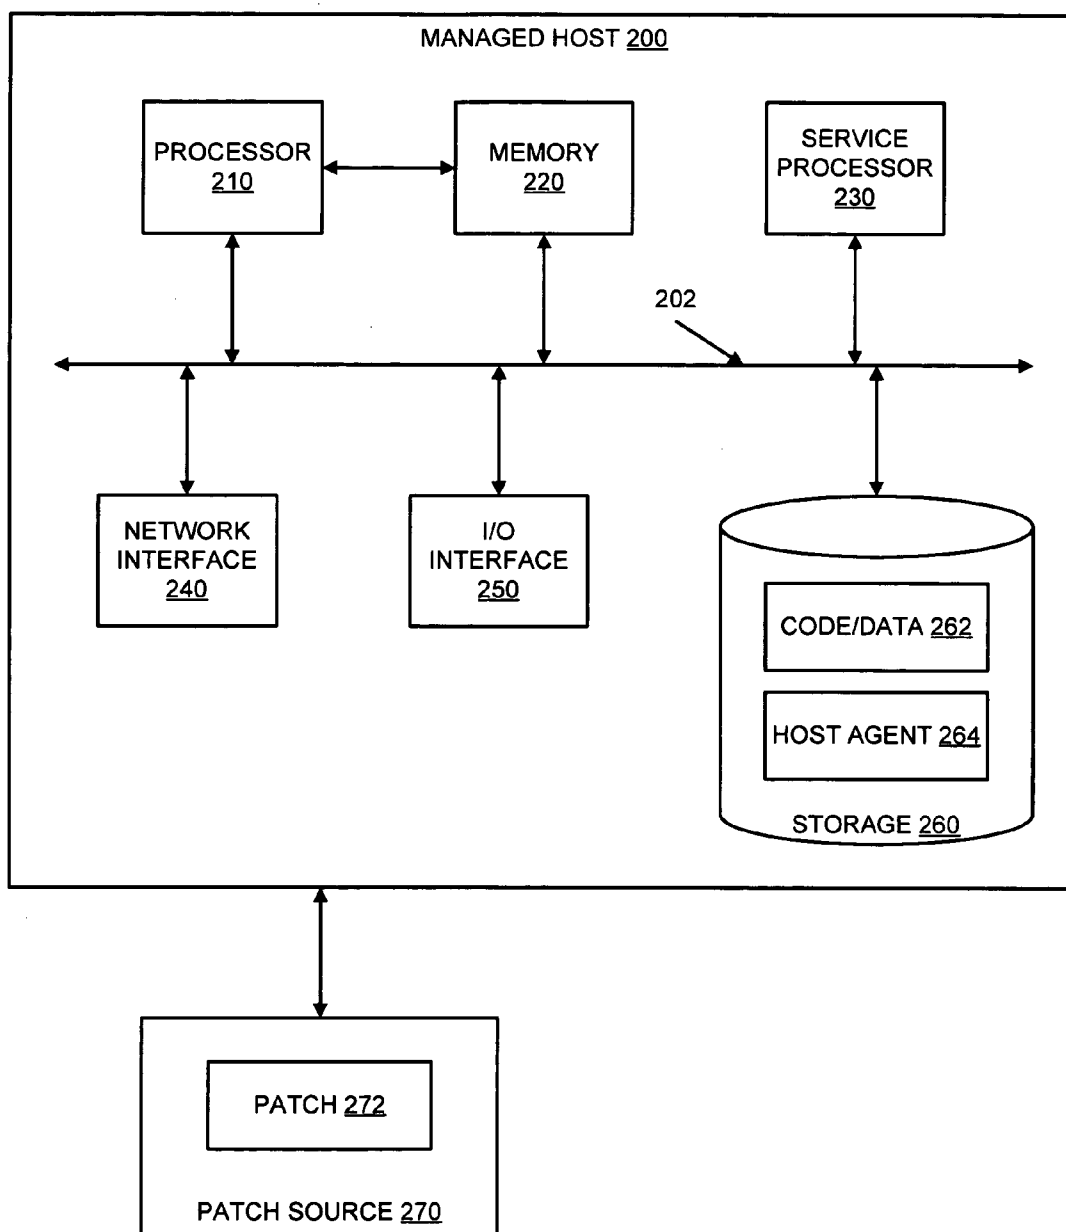 MANAGED HOST 200
PROCESSOR
210
MEMORY
220
SERVICE
PROCESSOR
230
202
NETWORK
INTERFACE
240
I/O
INTERFACE
250
CODE/DATA 262
HOST AGENT 264
STORAGE 260
PATCH 272
PATCH SOURCE 270